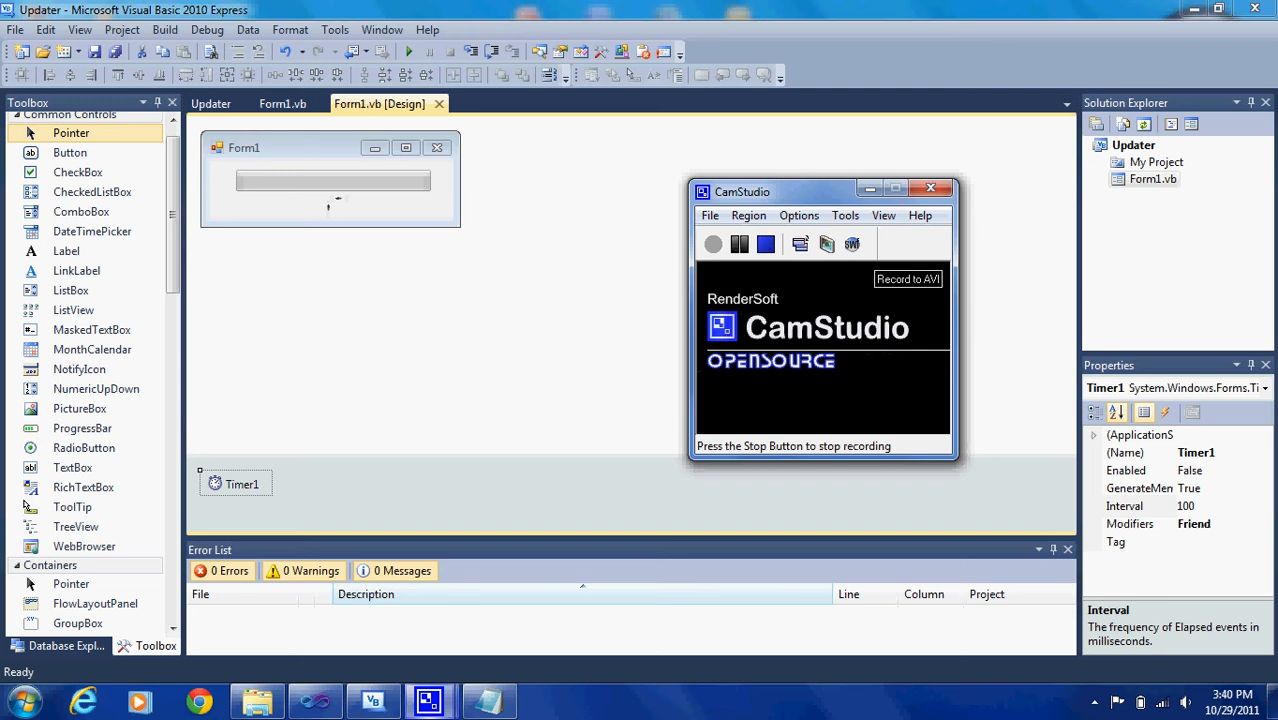 Updater - Microsoft Visual Basic 2010 Express
File Edit View Project Build Debug Data Format Tools Window Help
Toolbox
Common Controls
Pointer
Button
CheckBox
CheckedListBox
ComboBox
DateTimePicker
Label
LinkLabel
ListBox
ListView
MaskedTextBox
MonthCalendar
NotifyIcon
NumericUpDown
PictureBox
ProgressBar
RadioButton
TextBox
RichTextBox
ToolTip
TreeView
WebBrowser
Containers
Pointer
FlowLayoutPanel
GroupBox
Database Expl... Toolbox
Updater Form1.vb Form1.vb [Design]
Form1
Timer1
CamStudio
File Region Options Tools View Help
Record to AVI
RenderSoft
CamStudio
OPENSOURCE
Press the Stop Button to stop recording
Error List
0 Errors 0 Warnings 0 Messages
File Description Line Column Project
Solution Explorer
Updater
My Project
Form1.vb
Properties
Timer1 System.Windows.Forms.Ti
(ApplicationS
(Name) Timer1
Enabled False
GenerateMen True
Interval 100
Modifiers Friend
Tag
Interval
The frequency of Elapsed events in
milliseconds.
Ready
3:40 PM
10/29/2011